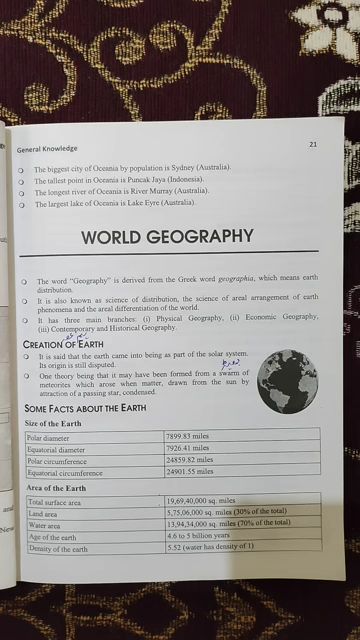 General Knowledge 21
The biggest city of Oceania by population is Sydney (Australia).
The tallest point in Oceania is Puncak Jaya (Indonesia).
The longest river of Oceania is River Murray (Australia).
The largest lake of Oceania is Lake Eyre (Australia).
WORLD GEOGRAPHY
The word "Geography" is derived from the Greek word geographia, which means earth
distribution.
It is also known as science of distribution, the science of areal arrangement of earth
phenomena and the areal differentiation of the world.
It has three main branches: (i) Physical Geography, (ii) Economic Geography,
(iii) Contemporary and Historical Geography.
CREATION OF EARTH
It is said that the earth came into being as part of the solar system.
Its origin is still disputed.
One theory being that it may have been formed from a swarm of
meteorites which arose when matter, drawn from the sun by
attraction of a passing star, condensed.
SOME FACTS ABOUT THE EARTH
Size of the Earth
Polar diameter 7899.83 miles
Equatorial diameter 7926.41 miles
Polar circumference 24859.82 miles
Equatorial circumference 24901.55 miles
Area of the Earth
Total surface area 19,69,40,000 sq. miles
Land area 5,75,06,000 sq. miles (30% of the total)
Water area 13,94,34,000 sq. miles (70% of the total)
Age of the earth 4.6 to 5 billion years
Density of the earth 5.52 (water has density of 1)